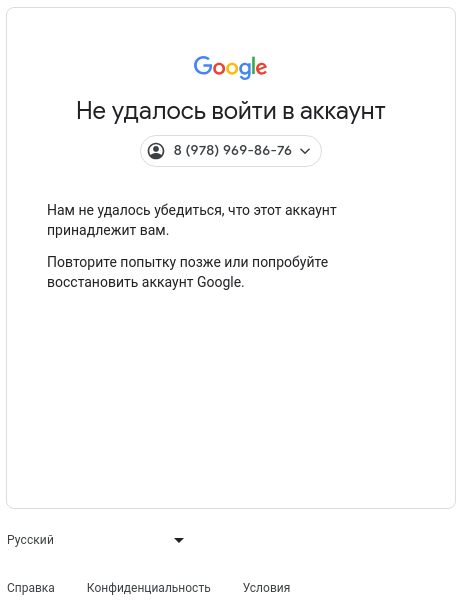 Google
Не удалось войти в аккаунт
8 (978) 969-86-76
Нам не удалось убедиться, что этот аккаунт
принадлежит вам.
Повторите попытку позже или попробуйте
восстановить аккаунт Google.
Русский
Справка Конфиденциальность Условия